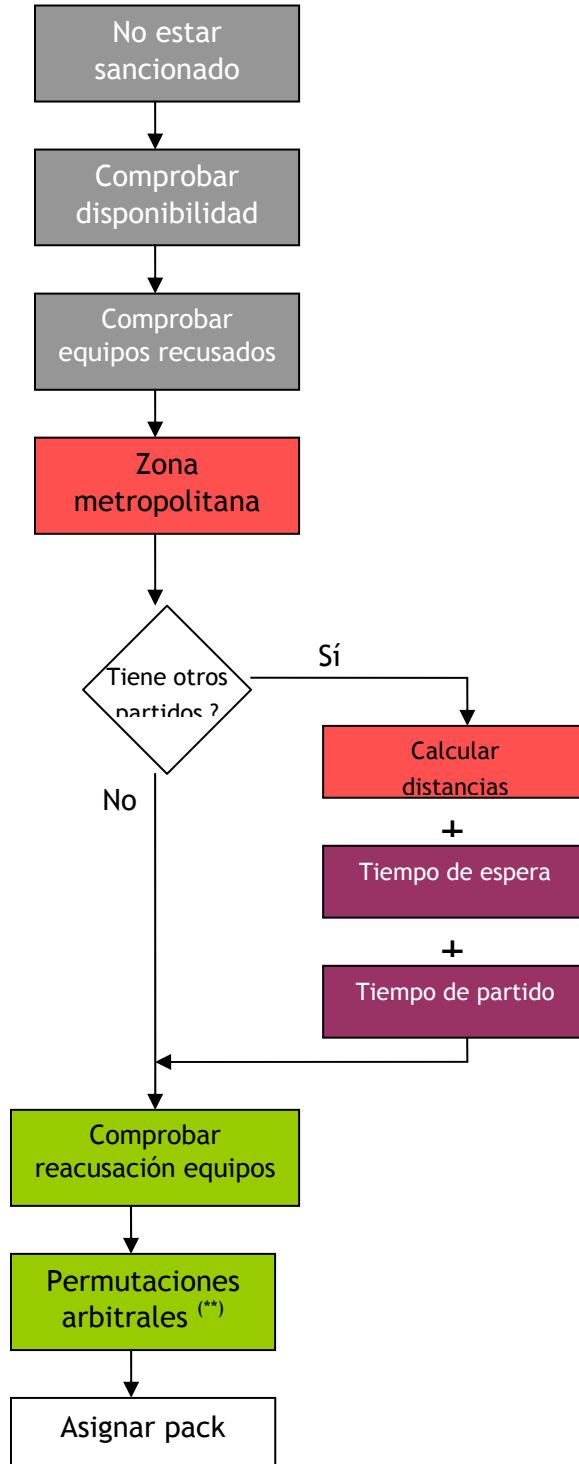 No estar
sancionado
Comprobar
disponibilidad
Comprobar
equipos recusados
Zona
metropolitana
Tiene otros
partidos ?
Sí
No
Calcular
distancias
+
Tiempo de espera
+
Tiempo de partido
Comprobar
reacusación equipos
Permutaciones
arbitrales (**)
Asignar pack